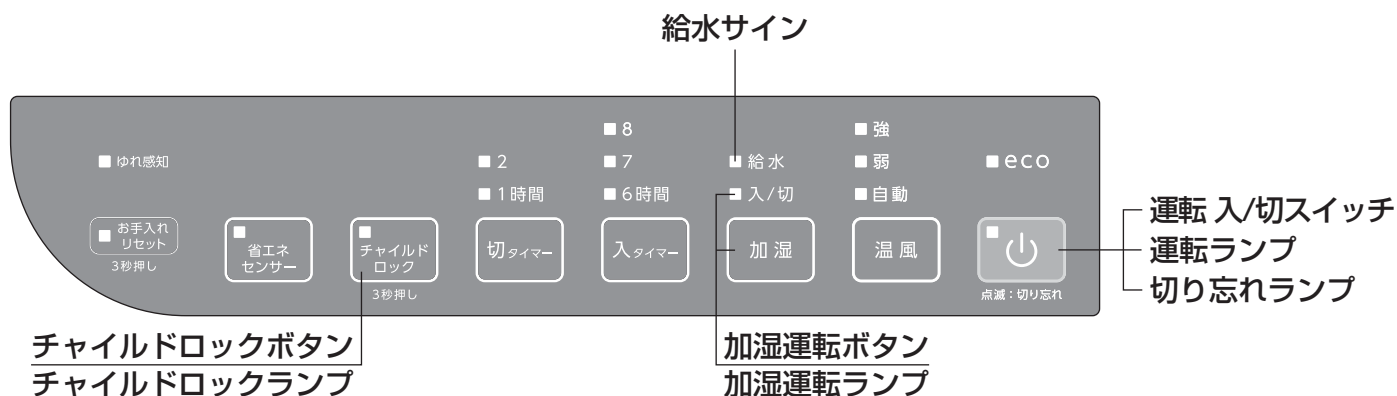 給水サイン
8
強
ゆれ感知
2
7
給水
弱
eco
1時間
6時間
入/切
自動
お手入れ
リセット
3秒押し
省エネ
センサー
チャイルド
ロック
3秒押し
切タイマー
入タイマー
加湿
温風
点滅：切り忘れ
運転 入/切スイッチ
運転ランプ
切り忘れランプ
チャイルドロックボタン
チャイルドロックランプ
加湿運転ボタン
加湿運転ランプ